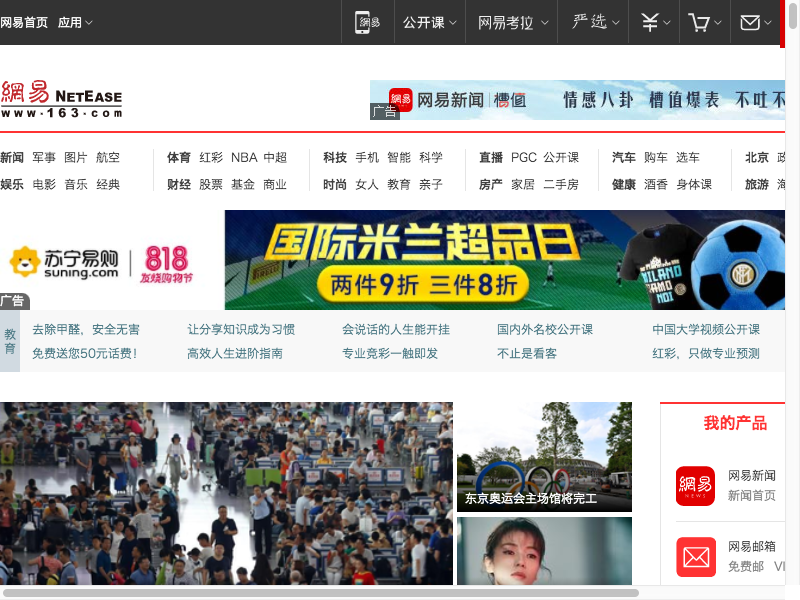 网易首页 应用 網易 公开课 网易考拉 严选
網易 NETEASE
www.163.com
網易 网易新闻 槽值 情感八卦 槽值爆表 不吐不
广告
新闻 军事 图片 航空 体育 红彩 NBA 中超 科技 手机 智能 科学 直播 PGC 公开课 汽车 购车 选车 北京
娱乐 电影 音乐 经典 财经 股票 基金 商业 时尚 女人 教育 亲子 房产 家居 二手房 健康 酒香 身体课 旅游
国际米兰超品日
两件9折 三件8折
苏宁易购
suning.com
818
发烧购物节
MILANO
SIAMO
NOI
广告
教育
去除甲醛，安全无害 让分享知识成为习惯 会说话的人生能开挂 国内外名校公开课 中国大学视频公开课
免费送您50元话费！ 高效人生进阶指南 专业竞彩一触即发 不止是看客 红彩，只做专业预测
东京奥运会主场馆将完工
我的产品
網易
NEWS
网易新闻
新闻首页
网易邮箱
免费邮